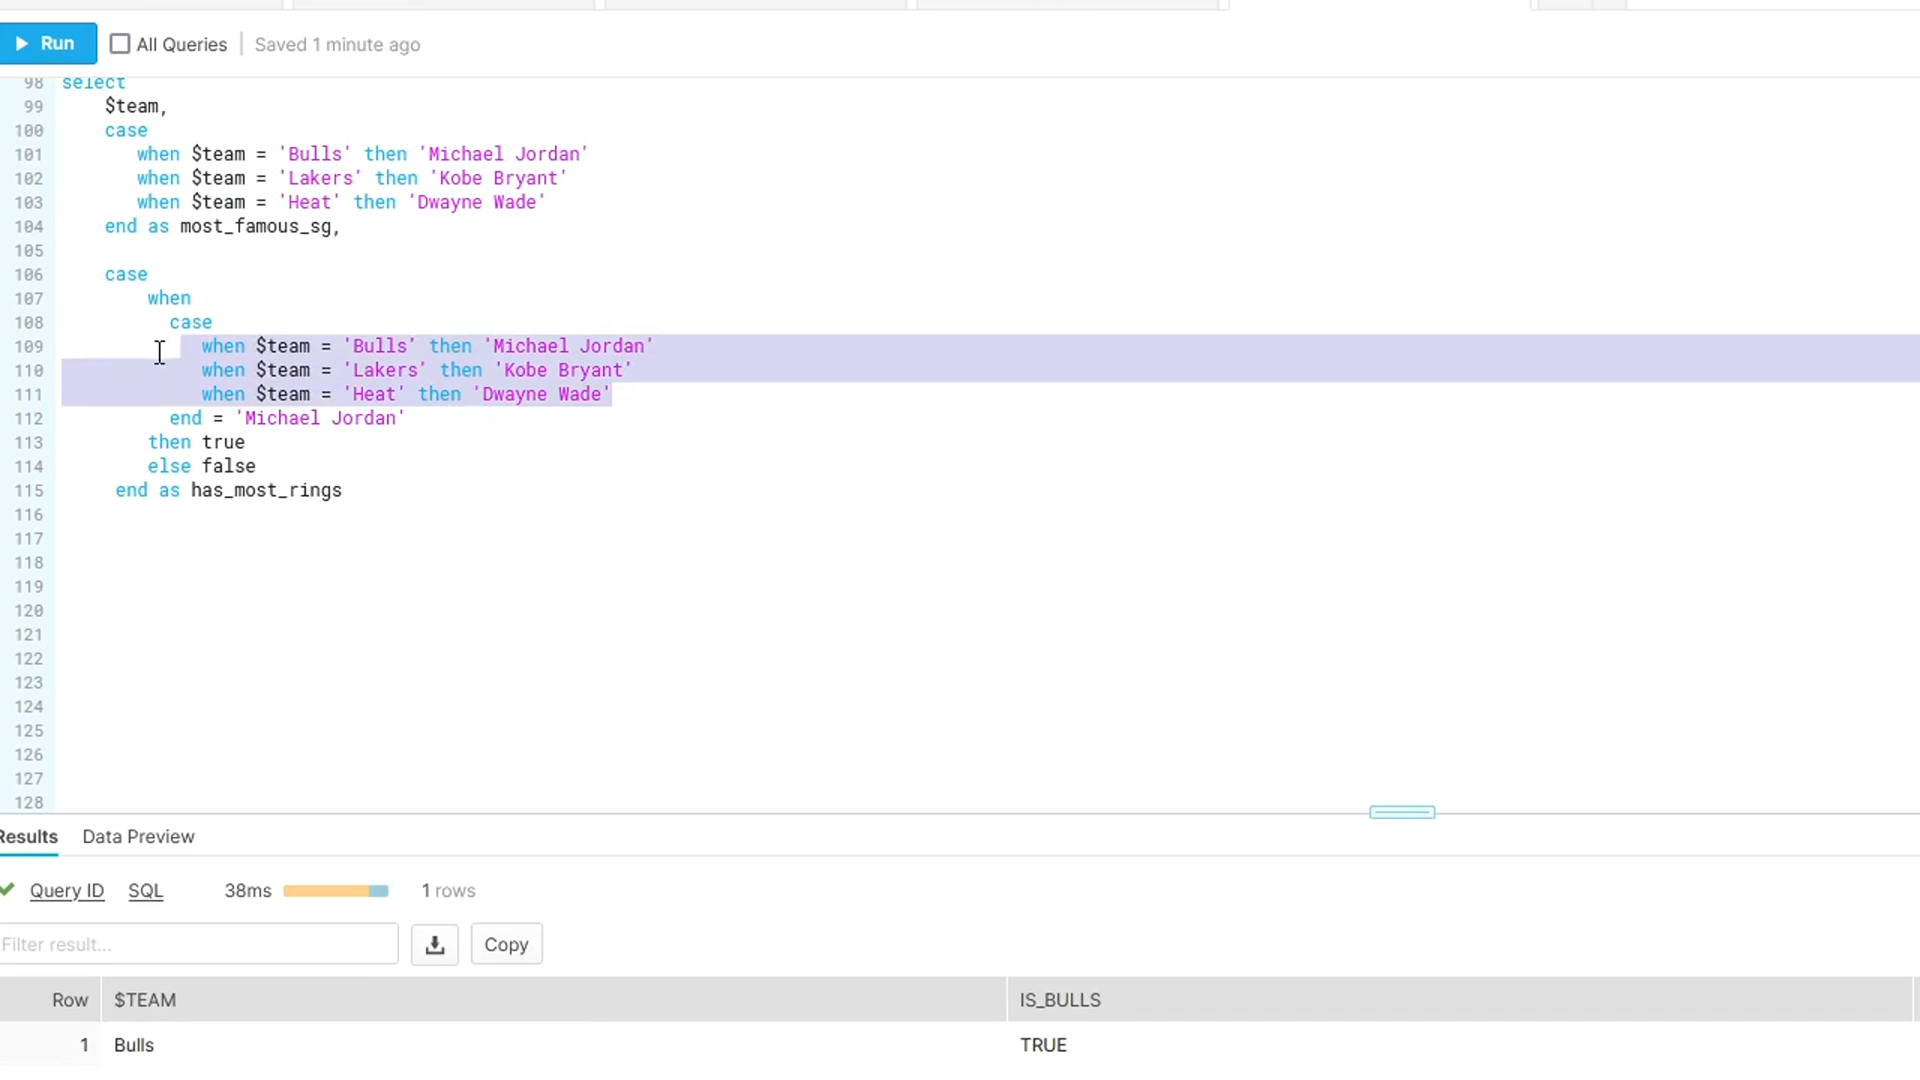 Run All Queries Saved 1 minute ago
98 select
99 $team,
100 case
101 when $team = 'Bulls' then 'Michael Jordan'
102 when $team = 'Lakers' then 'Kobe Bryant'
103 when $team = 'Heat' then 'Dwayne Wade'
104 end as most_famous_sg,
105
106 case
107 when
108 case
109 when $team = 'Bulls' then 'Michael Jordan'
110 when $team = 'Lakers' then 'Kobe Bryant'
111 when $team = 'Heat' then 'Dwayne Wade'
112 end = 'Michael Jordan'
113 then true
114 else false
115 end as has_most_rings
116
117
118
119
120
121
122
123
124
125
126
127
128
Results Data Preview
Query ID SQL 38ms 1 rows
Filter result... Copy
Row $TEAM IS_BULLS
1 Bulls TRUE